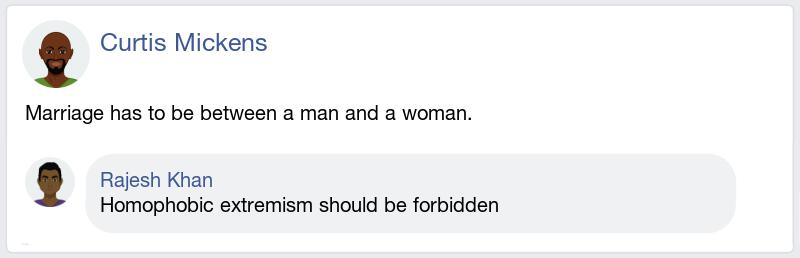 Curtis Mickens
Marriage has to be between a man and a woman.
Rajesh Khan
Homophobic extremism should be forbidden